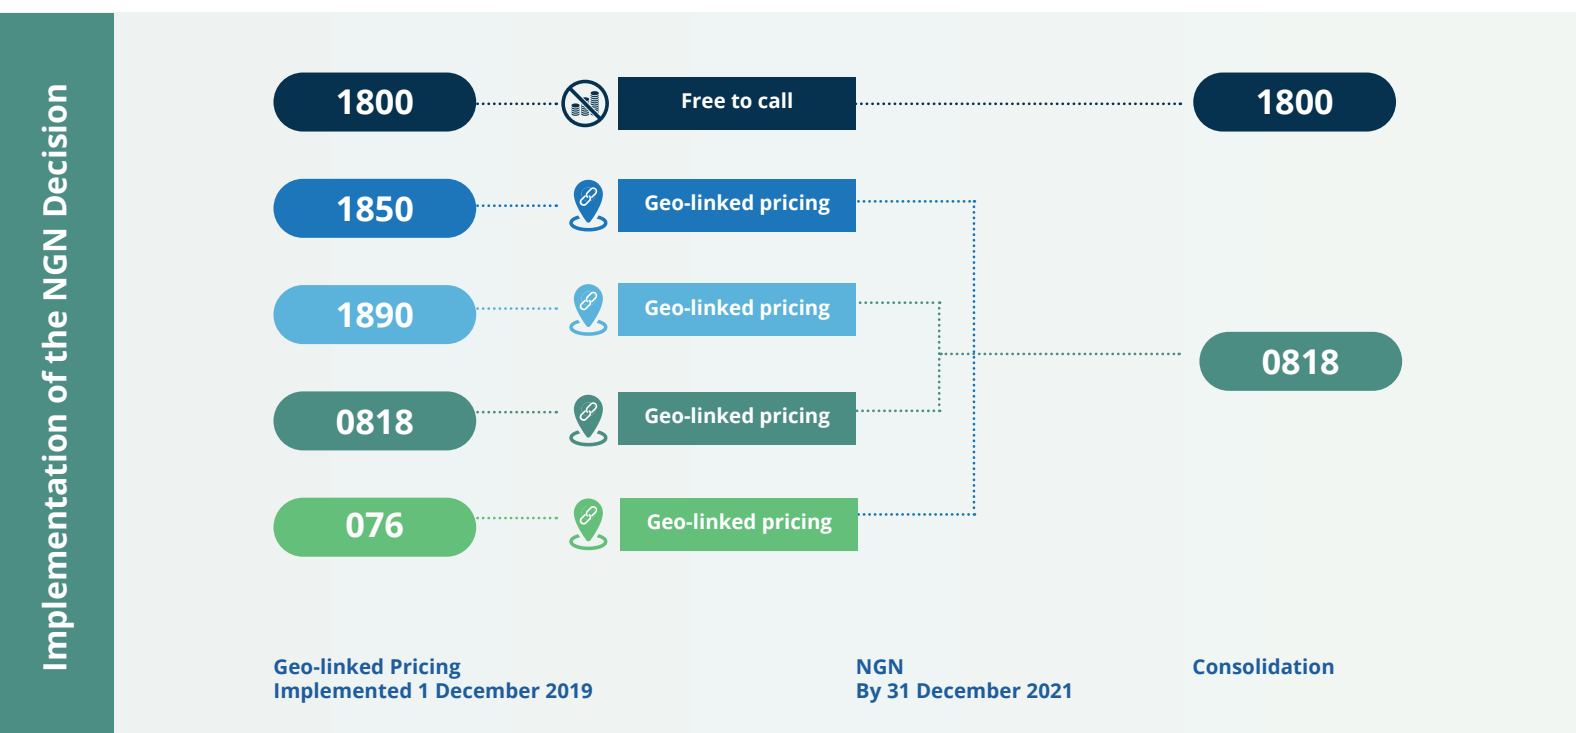 Implementation of the NGN Decision
1800
Free to call
1800
1850
Geo-linked pricing
1890
Geo-linked pricing
0818
0818
Geo-linked pricing
076
Geo-linked pricing
Geo-linked Pricing
Implemented 1 December 2019
NGN
By 31 December 2021
Consolidation